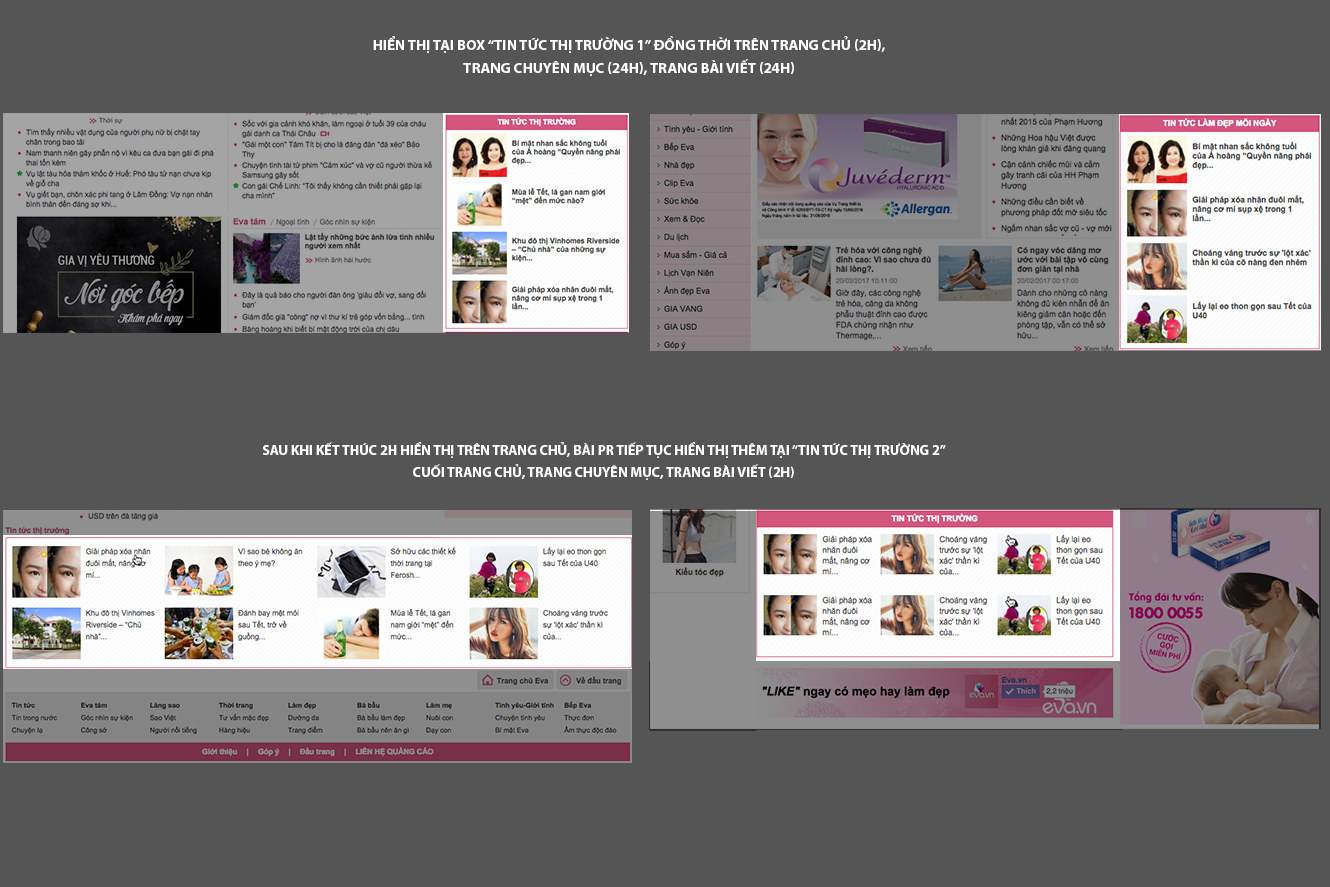 HIỂN THỊ TẠI BOX “TIN TỨC THỊ TRƯỜNG 1” ĐỒNG THỜI TRÊN TRANG CHỦ (2H),
TRANG CHUYÊN MỤC (24H), TRANG BÀI VIẾT (24H)
Thời sự
Tìm thấy nhiều vật dụng của người phụ nữ bị chặt tay
chân trong bao tải
Nam thanh niên gây phẫn nộ vì kêu ca đưa bạn gái đi phá
thai tốn kém
Vụ lật tàu hỏa thảm khốc ở Huế: Phó tàu tử nạn chưa kịp
về giỗ cha
Vụ giết bạn, chôn xác phi tang ở Lâm Đồng: Vợ nạn nhân
bình thản đến đáng sợ khi...
GIA VỊ YÊU THƯƠNG
Nói góc bếp
Khám phá ngay
Sốc với gia cảnh khó khăn, làm ngoại ở tuổi 39 của cháu
gái danh ca Thái Châu
"Gái một con" Tâm Tít bị cho là đăng đàn "đá xéo" Bảo
Thy
Chuyện tình tài tử phim "Cảm xúc" và vợ cũ người thừa kế
Samsung gây sốt
Con gái Chế Linh: "Tôi thấy không cần thiết phải gặp lại
cha mình"
Eva tám / Ngoại tình / Góc nhìn sự kiện
Lật tẩy những bức ảnh lừa tình nhiều
người xem nhất
Hình ảnh hài hước
Đây là quả báo cho người đàn ông 'giàu đổi vợ, sang đổi
bạn'
Giám đốc giả "cõng" nợ vì thư kí trẻ góp vốn bằng... tình
Bàng hoàng khi biết bí mật động trời của chị dâu
TIN TỨC THỊ TRƯỜNG
Bí mật nhan sắc không tuổi
của Á hoàng "Quyền năng phái
đẹp...
Mùa lễ Tết, lá gan nam giới
"mệt" đến mức nào?
Khu đô thị Vinhomes Riverside
– "Chủ nhà" của những sự
kiện...
Giải pháp xóa nhăn đuôi mắt,
nâng cơ mí sụp xệ trong 1
lần...
Tình yêu - Giới tính
Bếp Eva
Nhà đẹp
Clip Eva
Sức khỏe
Xem & Đọc
Du lịch
Mua sắm - Giá cả
Lịch Vạn Niên
Ảnh đẹp Eva
GIA VANG
GIA USD
Góp ý
Juvéderm
HYALURONIC ACID
Allergan
Trẻ hóa với công nghệ
đỉnh cao: Vì sao chưa đủ
hài lòng?.
20/02/2017 10:11:00
Giờ đây, các công nghệ
trẻ hóa, da không
phẫu thuật đỉnh cao được
FDA chứng nhận như
Thermage,...
Xem tiếp
Có ngay vóc dáng mơ
ước với bài tập vô cùng
đơn giản tại nhà
20/02/2017 00:17:00
Dành cho những cô nàng
không đủ kiên nhẫn để ăn
kiêng giảm cân hoặc đến
phòng tập, vẫn có thể sở
hữu...
Xem tiếp
nhất 2015 của Phạm Hương
Những Hoa hậu Việt được
lòng khán giả khi đăng quang
Cận cảnh chiếc mũi và cằm
gây tranh cãi của HH Phạm
Hương
Những điều cần biết về
phương pháp đốt mỡ siêu tốc
Ngắm nhan sắc vợ cũ - vợ mới
TIN TỨC LÀM ĐẸP MỖI NGÀY
Bí mật nhan sắc không tuổi
của Á hoàng "Quyền năng phái
đẹp...
Giải pháp xóa nhăn đuôi mắt,
nâng cơ mí sụp xệ trong 1
lần...
Choáng váng trước sự 'lột xác'
thần kì của cô nàng đen nhẻm
Lấy lại eo thon gọn sau Tết của
U40
SAU KHI KẾT THÚC 2H HIỂN THỊ TRÊN TRANG CHỦ, BÀI PR TIẾP TỤC HIỂN THỊ THÊM TẠI “TIN TỨC THỊ TRƯỜNG 2”
CUỐI TRANG CHỦ, TRANG CHUYÊN MỤC, TRANG BÀI VIẾT (2H)
USD trên đà tăng giá
Tin tức thị trường
Giải pháp xóa nhăn
đuôi mắt, nâng cơ
mí...
Vì sao bé không ăn
theo ý mẹ?
Sở hữu các thiết kế
thời trang tại
Ferosh...
Lấy lại eo thon gọn
sau Tết của U40
Khu đô thị Vinhomes
Riverside – "Chủ
nhà"...
Đánh bay mệt mỏi
sau Tết, trở về
guồng...
Mùa lễ Tết, lá gan
nam giới "mệt" đến
mức...
Choáng váng trước
sự 'lột xác' thần kì
của...
Trang chủ Eva
Về đầu trang
Tin tức Eva tám Làng sao Thời trang Làm đẹp Bà bầu Làm mẹ Tình yêu-Giới tính Bếp Eva
Tin trong nước Góc nhìn sự kiện Sao Việt Tư vấn mặc đẹp Dưỡng da Bà bầu làm đẹp Nuôi con Chuyện tình yêu Thực đơn
Chuyện lạ Công sở Người nổi tiếng Hàng hiệu Trang điểm Bà bầu nên ăn gì Dạy con Bí mật Eva Ẩm thực độc đáo
Giới thiệu | Góp ý | Đầu trang | LIÊN HỆ QUẢNG CÁO
Kiểu tóc đẹp
TIN TỨC THỊ TRƯỜNG
Giải pháp xóa
nhăn đuôi
mắt, nâng cơ
mí...
Choáng váng
trước sự 'lột
xác' thần kì
của...
Lấy lại eo
thon gọn sau
Tết của U40
Giải pháp xóa
nhăn đuôi
mắt, nâng cơ
mí...
Choáng váng
trước sự 'lột
xác' thần kì
của...
Lấy lại eo
thon gọn sau
Tết của U40
"LIKE" ngay có mẹo hay làm đẹp
eva.vn
Eva.vn
Thích
2,2 triệu
eva.vn
Tổng đài tư vấn:
1800 0055
CƯỚC
GỌI
MIỄN PHÍ